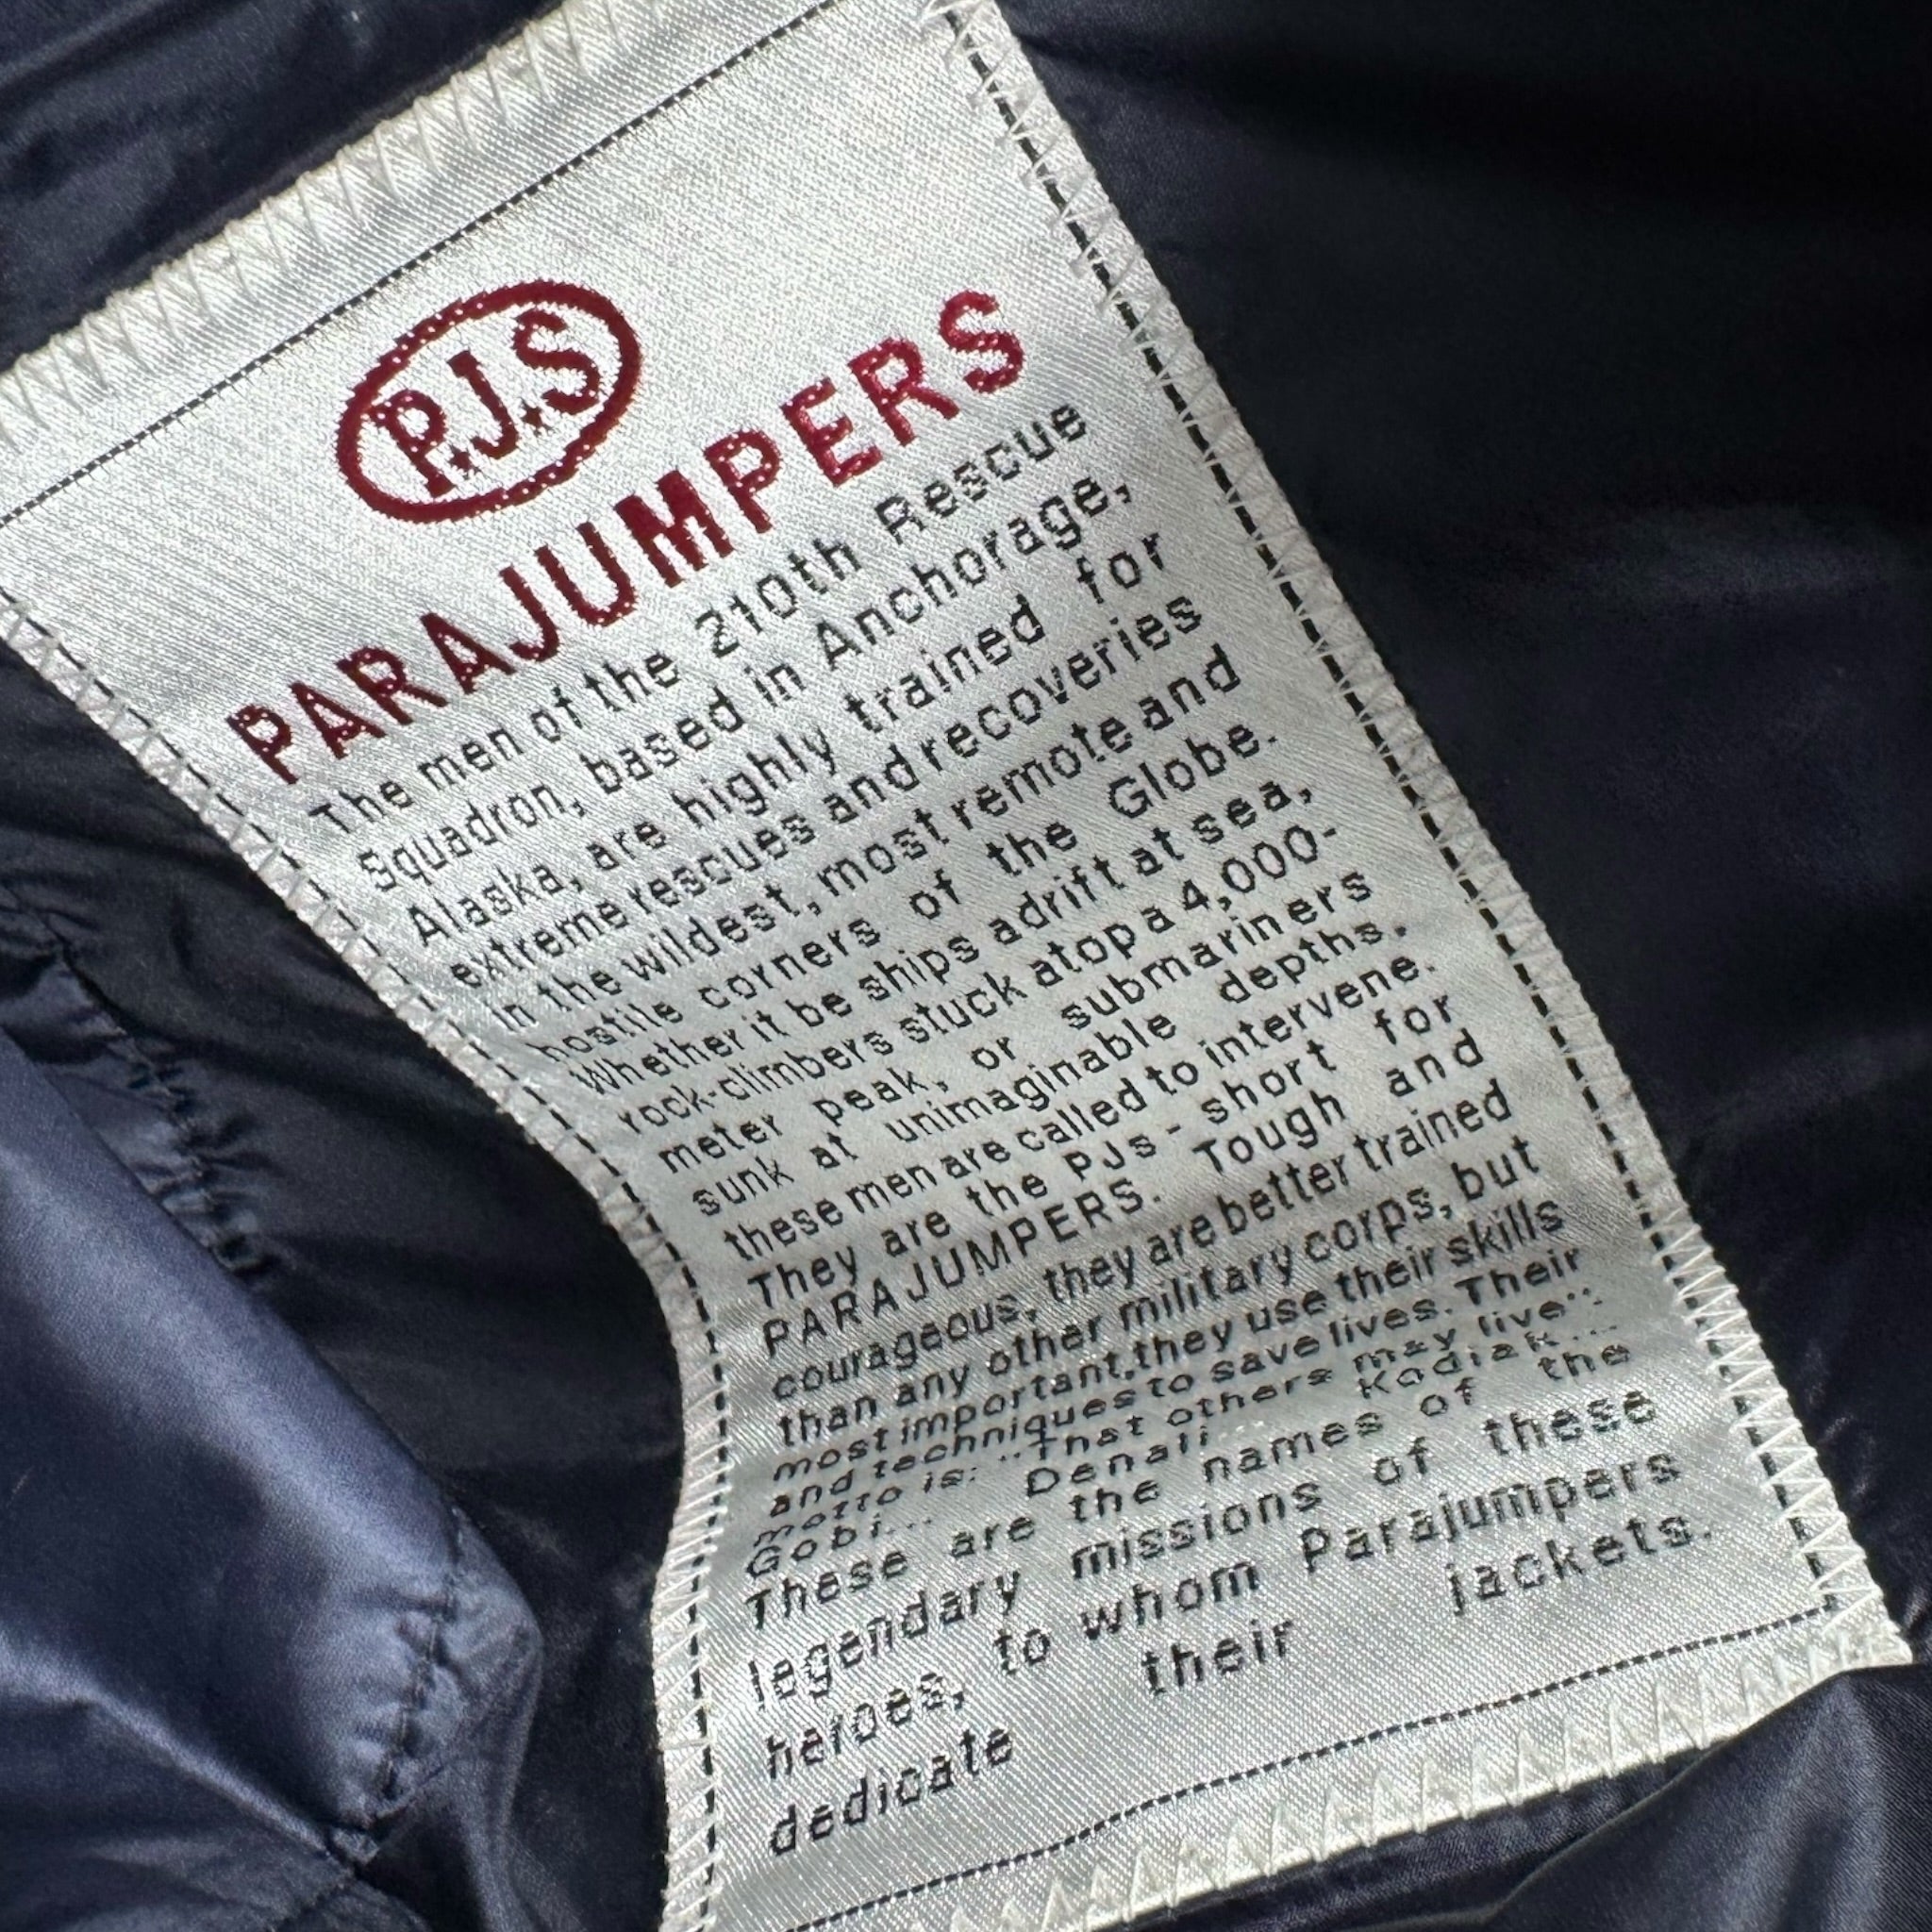 P.J.S
PARAJUMPERS
The men of the 210th Rescue
Squadron, based in Anchorage,
Alaska, are highly trained for
extreme rescues and recoveries
in the wildest, most remote and
hostile corners of the Globe.
Whether it be ships adrift at sea,
rock-climbers stuck atop a 4,000-
meter peak, or submariners
sunk at unimaginable depths,
these men are called to intervene.
They are the PJs - short for
PARAJUMPERS. Tough and
courageous, they are better trained
than any other military corps, but
most important, they use their skills
and techniques to save lives. Their
motto is: "That others may live".
Gobi... Denali... Kodiak...
These are the names of the
legendary missions of these
heroes, to whom Parajumpers
dedicate their jackets.